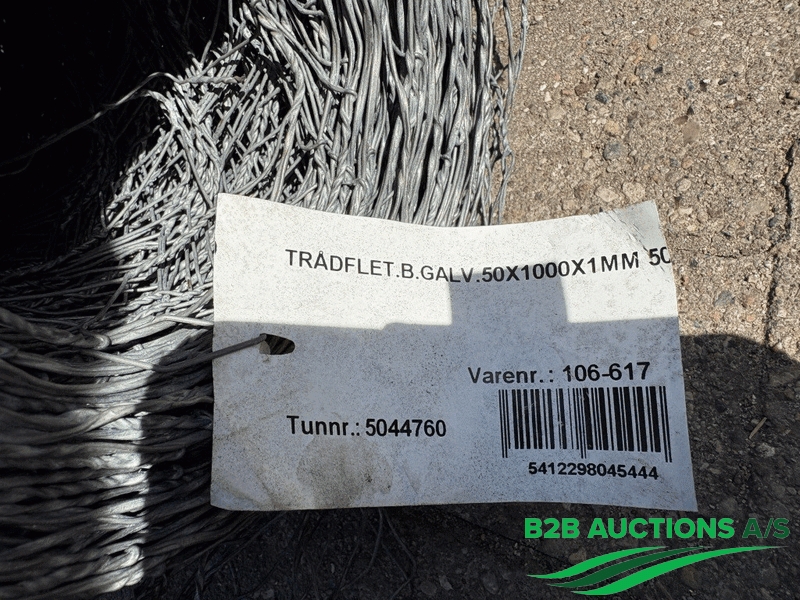 TRÅDFLET.B.GALV.50X1000X1MM 50
Varenr.: 106-617
Tunnr.: 5044760
5412298045444
B2B AUCTIONS A/S